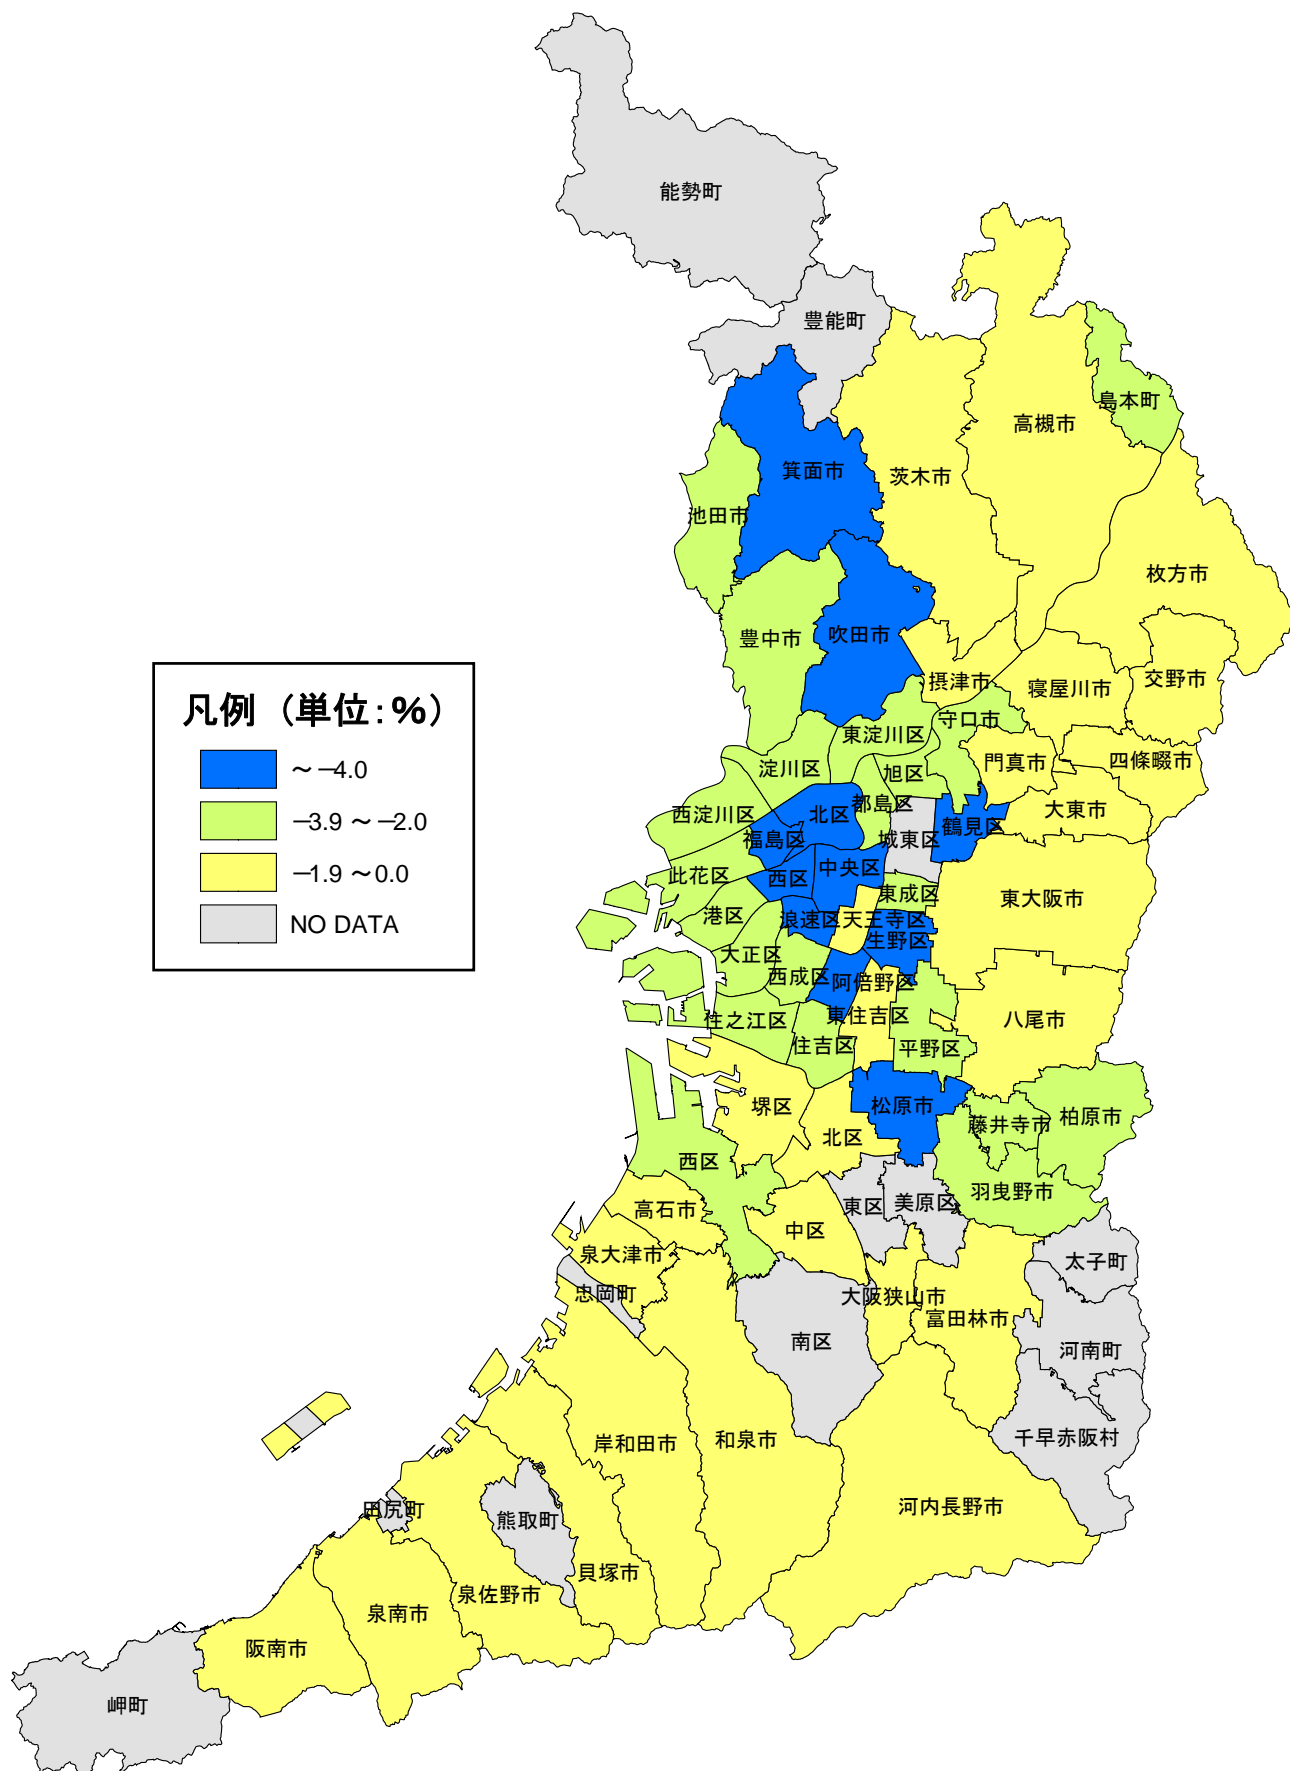 能勢町
豊能町
島本町
高槻市
箕面市
茨木市
池田市
枚方市
吹田市
豊中市
摂津市
寝屋川市
交野市
凡例（単位：%）
～－4.0
－3.9～－2.0
－1.9～0.0
NO DATA
守口市
東淀川区
門真市
四條畷市
淀川区
旭区
都島区
大東市
西淀川区
北区
鶴見区
福島区
城東区
中央区
此花区
西区
東成区
東大阪市
港区
浪速区
天王寺区
生野区
大正区
西成区
阿倍野区
東住吉区
八尾市
住之江区
住吉区
平野区
堺区
松原市
藤井寺市
柏原市
北区
西区
羽曳野市
高石市
東区
美原区
中区
泉大津市
太子町
忠岡町
大阪狭山市
富田林市
南区
河南町
岸和田市
和泉市
千早赤阪村
田尻町
熊取町
河内長野市
貝塚市
泉佐野市
泉南市
阪南市
岬町